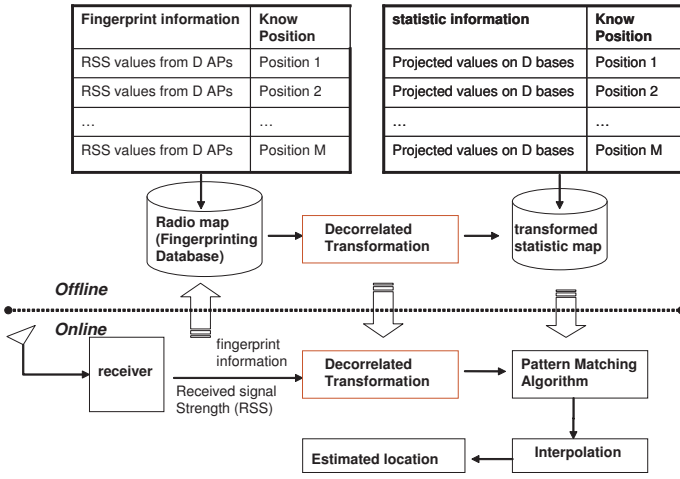 Fingerprint information
Know
Position
RSS values from D APs
Position 1
RSS values from D APs
Position 2
...
...
RSS values from D APs
Position M
statistic information
Know
Position
Projected values on D bases
Position 1
Projected values on D bases
Position 2
...
...
Projected values on D bases
Position M
Radio map
(Fingerprinting
Database)
Decorrelated
Transformation
transformed
statistic map
Offline
Online
receiver
fingerprint
information
Received signal
Strength (RSS)
Decorrelated
Transformation
Pattern Matching
Algorithm
Estimated location
Interpolation